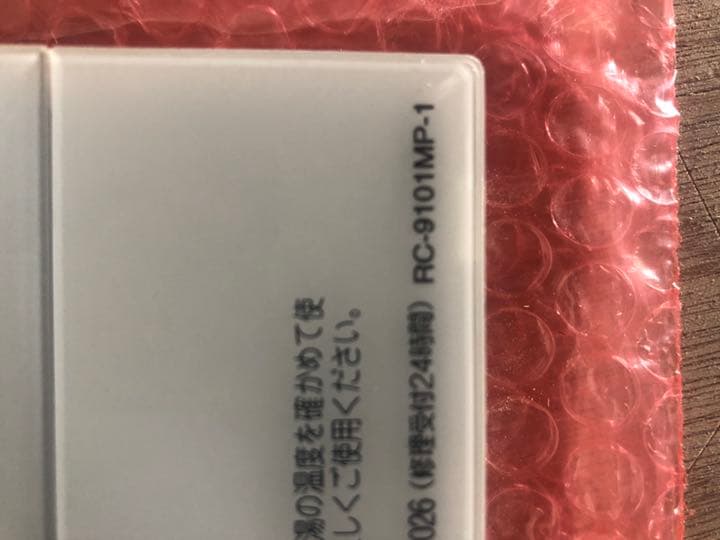 湯の温度を確かめて使
しくご使用ください。
026（修理受付24時間）RC-9101MP-1